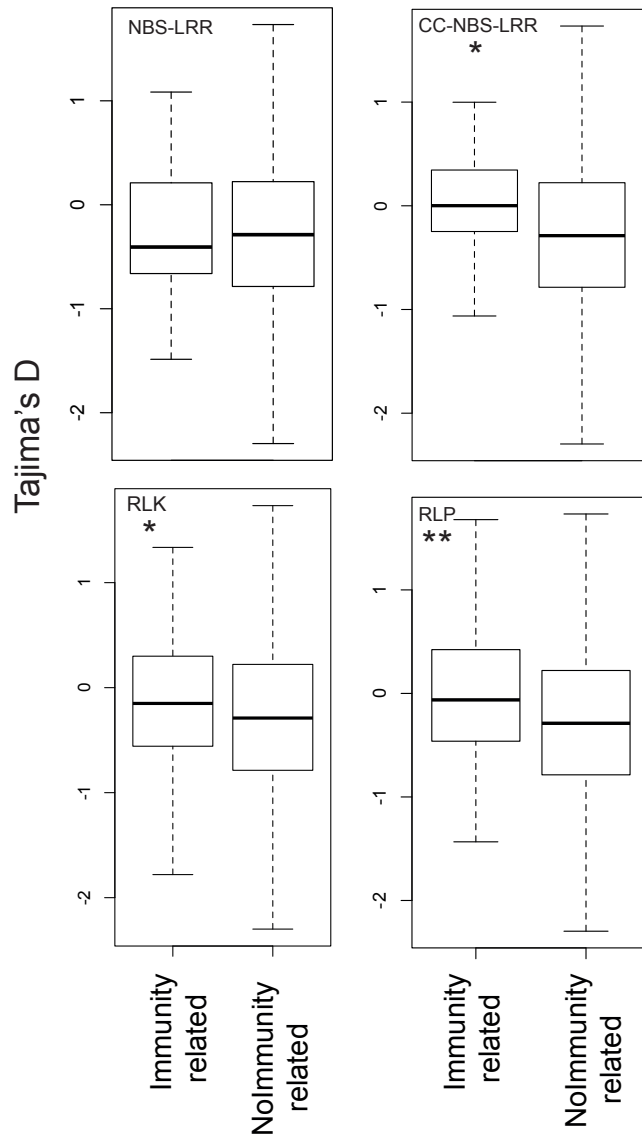 NBS-LRR
1
0
-1
-2
CC-NBS-LRR
*
1
0
-1
-2
Tajima's D
RLK
*
1
0
-1
-2
RLP
**
1
0
-1
-2
Immunity
related
NoImmunity
related
Immunity
related
NoImmunity
related